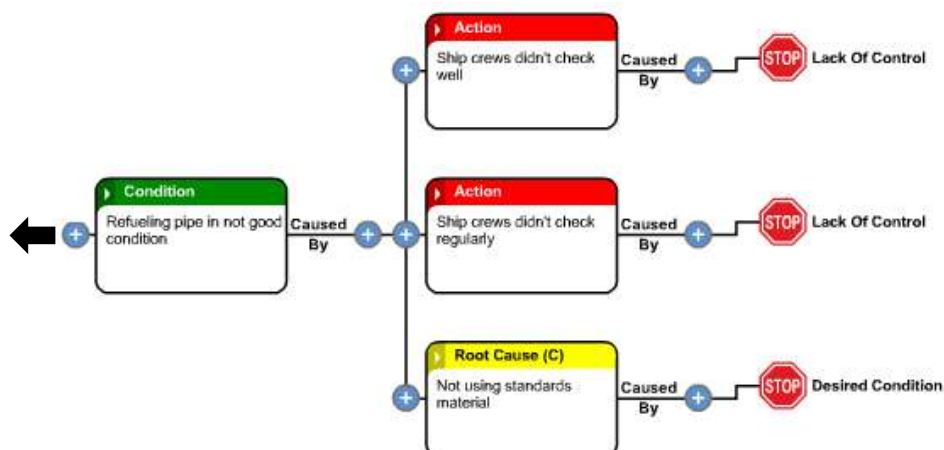 Action
Ship crews didn't check
well
Caused
By
STOP
Lack Of Control
Condition
Refueling pipe in not good
condition
Caused
By
Action
Ship crews didn't check
regularly
Caused
By
STOP
Lack Of Control
Root Cause (C)
Not using standards
material
Caused
By
STOP
Desired Condition